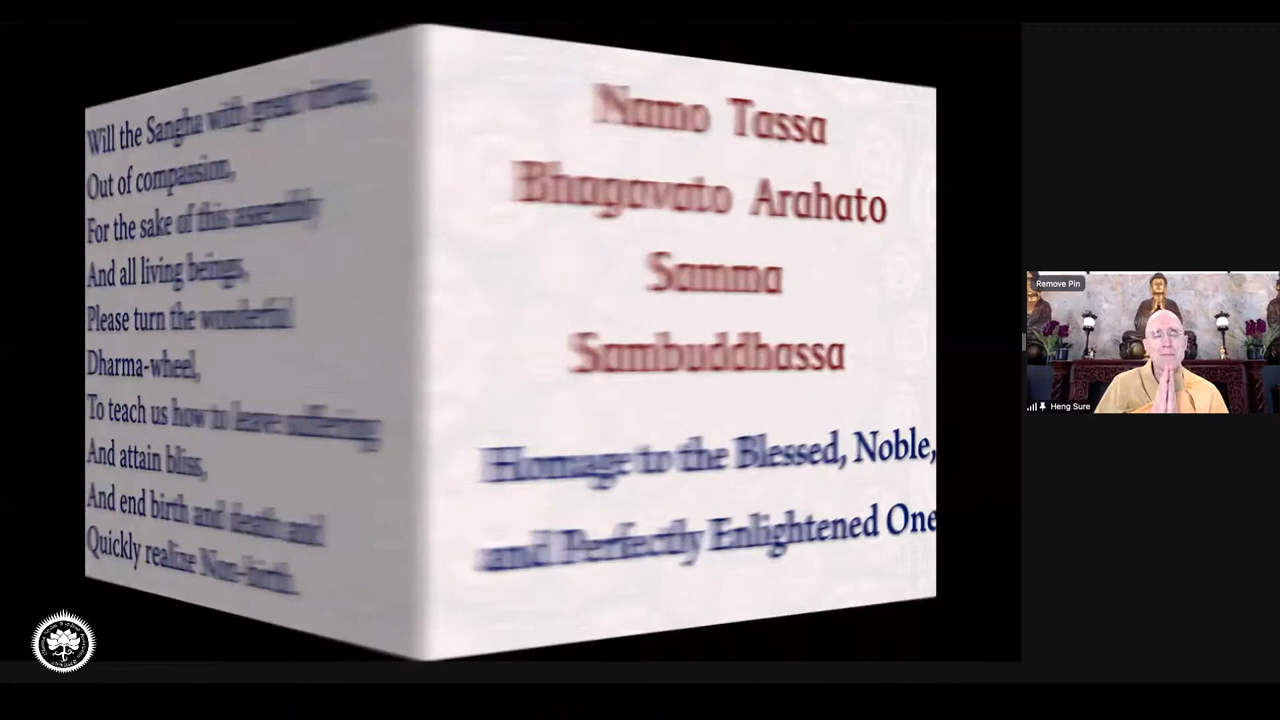 Will the Sangha with great virtue,
Out of compassion,
For the sake of this assembly
And all living beings,
Please turn the wonderful
Dharma-wheel,
To teach us how to leave suffering
And attain bliss,
And end birth and death and
Quickly realize Non-birth.
Namo Tassa
Bhagavato Arahato
Samma
Sambuddhassa
Homage to the Blessed, Noble,
and Perfectly Enlightened One
Remove Pin
Heng Sure